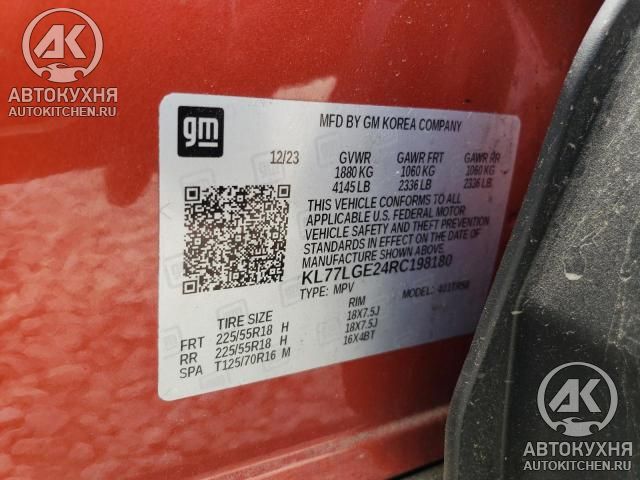 AK
АВТОКУХНЯ
AUTOKITCHEN.RU
gm
MFD BY GM KOREA COMPANY
12/23 GVWR GAWR FRT GAWR RR
1880 KG 1060 KG 1060 KG
4145 LB 2336 LB 2336 LB
THIS VEHICLE CONFORMS TO ALL
APPLICABLE U.S. FEDERAL MOTOR
VEHICLE SAFETY AND THEFT PREVENTION
STANDARDS IN EFFECT ON THE DATE OF
MANUFACTURE SHOWN ABOVE.
KL77LGE24RC198180
TYPE: MPV MODEL:
TIRE SIZE RIM
FRT 225/55R18 H 18X7.5J
RR 225/55R18 H 18X7.5J
SPA T125/70R16 M 16X4BT
AK
АВТОКУХНЯ
AUTOKITCHEN.RU